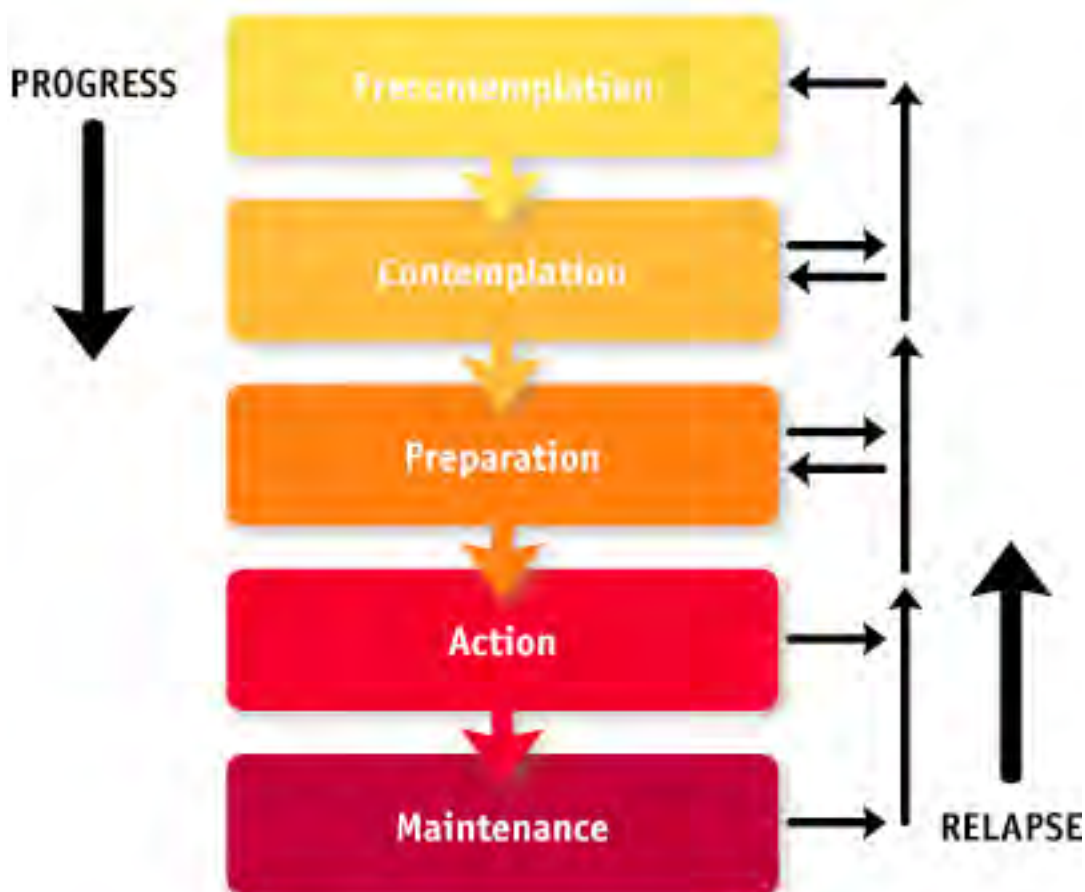 PROGRESS
Precontemplation
Contemplation
Preparation
Action
Maintenance
RELAPSE